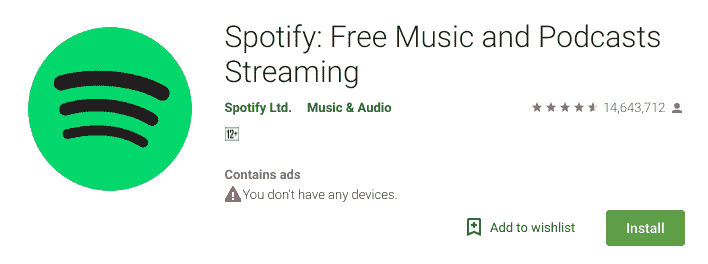 Spotify: Free Music and Podcasts
Streaming
Spotify Ltd. Music & Audio 14,643,712
12+
Contains ads
You don't have any devices.
Add to wishlist Install